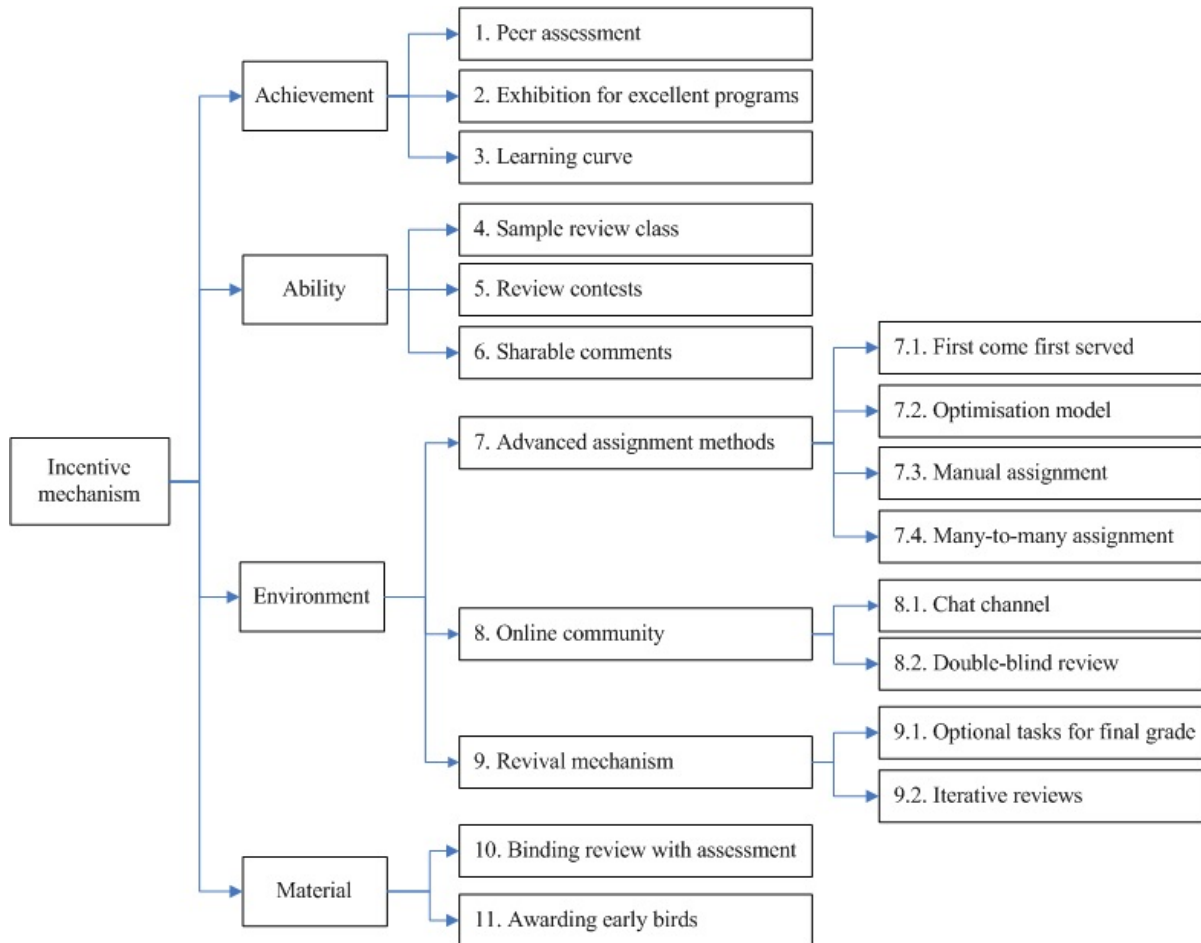 Incentive
mechanism
Achievement
1. Peer assessment
2. Exhibition for excellent programs
3. Learning curve
Ability
4. Sample review class
5. Review contests
6. Sharable comments
Environment
7. Advanced assignment methods
7.1. First come first served
7.2. Optimisation model
7.3. Manual assignment
7.4. Many-to-many assignment
8. Online community
8.1. Chat channel
8.2. Double-blind review
9. Revival mechanism
9.1. Optional tasks for final grade
9.2. Iterative reviews
Material
10. Binding review with assessment
11. Awarding early birds